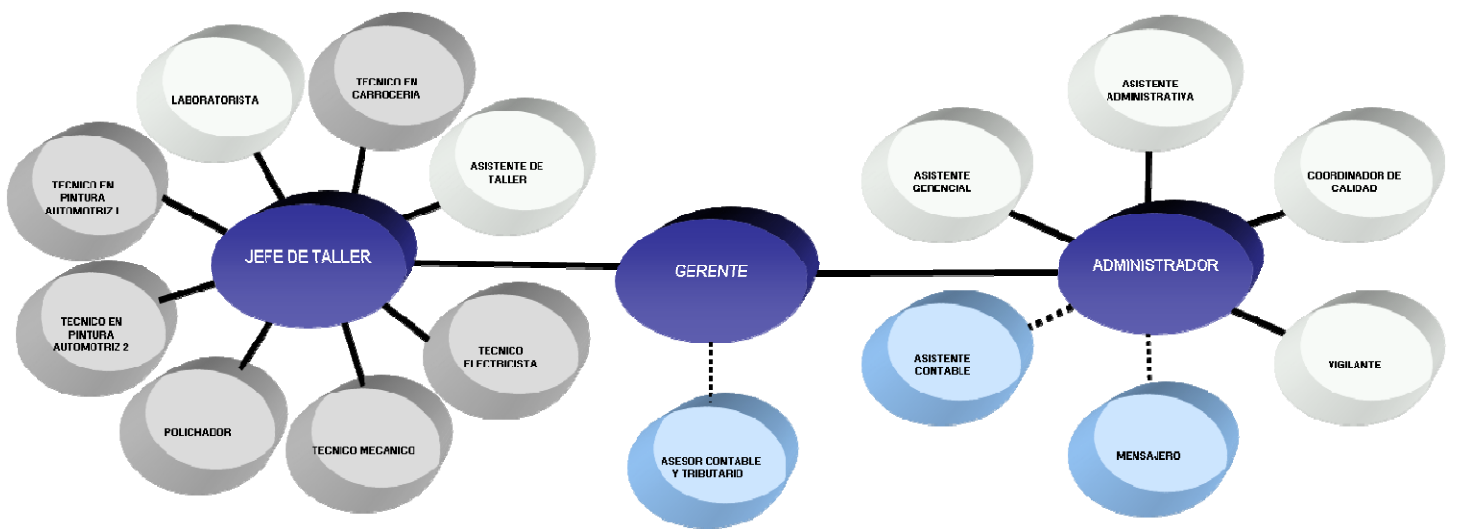 LABORATORISTA
TECNICO EN
CARROCERIA
ASISTENTE DE
TALLER
TECNICO EN
PINTURA
AUTOMOTRIZ 1
JEFE DE TALLER
TECNICO EN
PINTURA
AUTOMOTRIZ 2
POLICHADOR
TECNICO MECANICO
TECNICO
ELECTRICISTA
GERENTE
ASESOR CONTABLE
Y TRIBUTARIO
ASISTENTE
ADMINISTRATIVA
ASISTENTE
GERENCIAL
COORDINADOR DE
CALIDAD
ADMINISTRADOR
ASISTENTE
CONTABLE
VIGILANTE
MENSAJERO